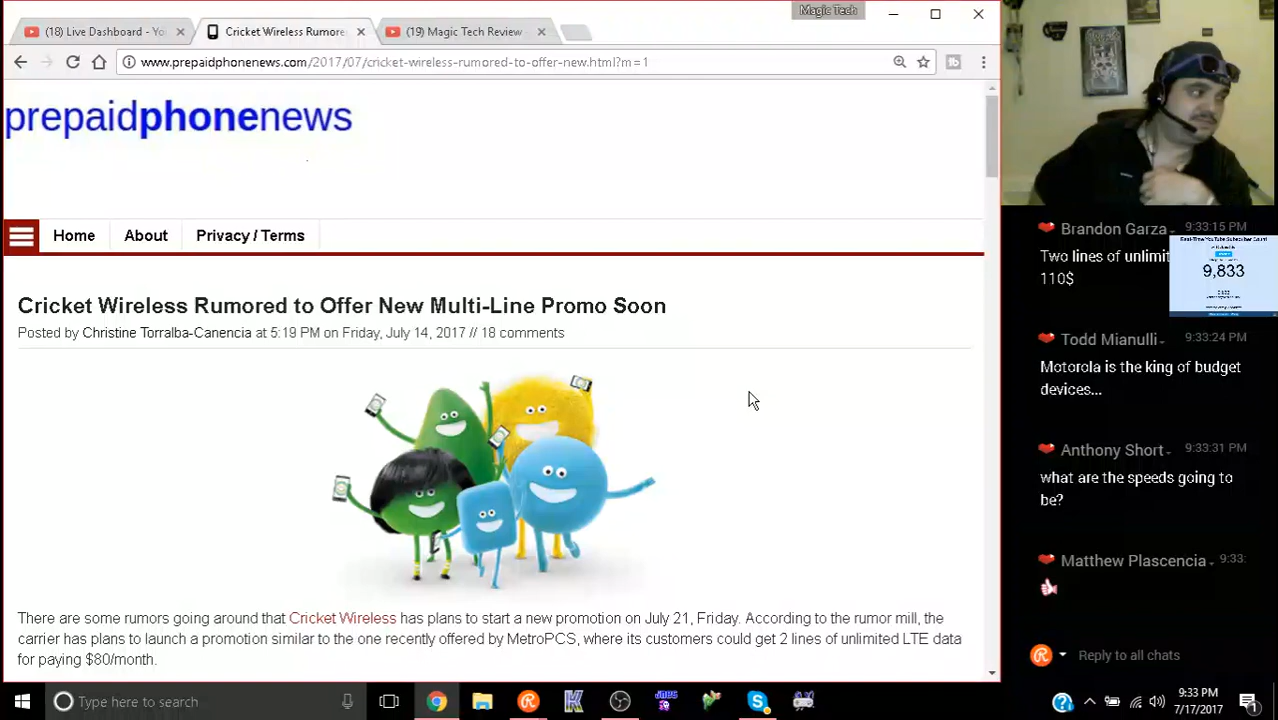 Magic Tech
(18) Live Dashboard - Yo
Cricket Wireless Rumore
(19) Magic Tech Review
www.prepaidphonenews.com/2017/07/cricket-wireless-rumored-to-offer-new.html?m=1
prepaidphonenews
Home
About
Privacy / Terms
Cricket Wireless Rumored to Offer New Multi-Line Promo Soon
Posted by Christine Torralba-Canencia at 5:19 PM on Friday, July 14, 2017 // 18 comments
There are some rumors going around that Cricket Wireless has plans to start a new promotion on July 21, Friday. According to the rumor mill, the
carrier has plans to launch a promotion similar to the one recently offered by MetroPCS, where its customers could get 2 lines of unlimited LTE data
for paying $80/month.
Brandon Garza 9:33:15 PM
Two lines of unlimit
110$
Real-Time YouTube Subscriber Count
9,833
Todd Mianulli 9:33:24 PM
Motorola is the king of budget
devices...
Anthony Short 9:33:31 PM
what are the speeds going to
be?
Matthew Plascencia 9:33:
Reply to all chats
Type here to search
9:33 PM
7/17/2017